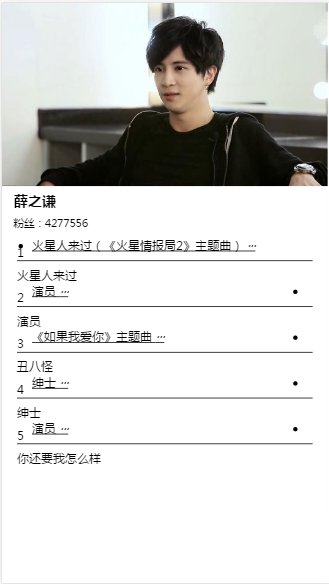 薛之谦
粉丝：4277556
火星人来过（《火星情报局2》主题曲） ···
1
火星人来过
演员 ···
2
演员
《如果我爱你》主题曲 ···
3
丑八怪
绅士 ···
4
绅士
演员 ···
5
你还要我怎么样